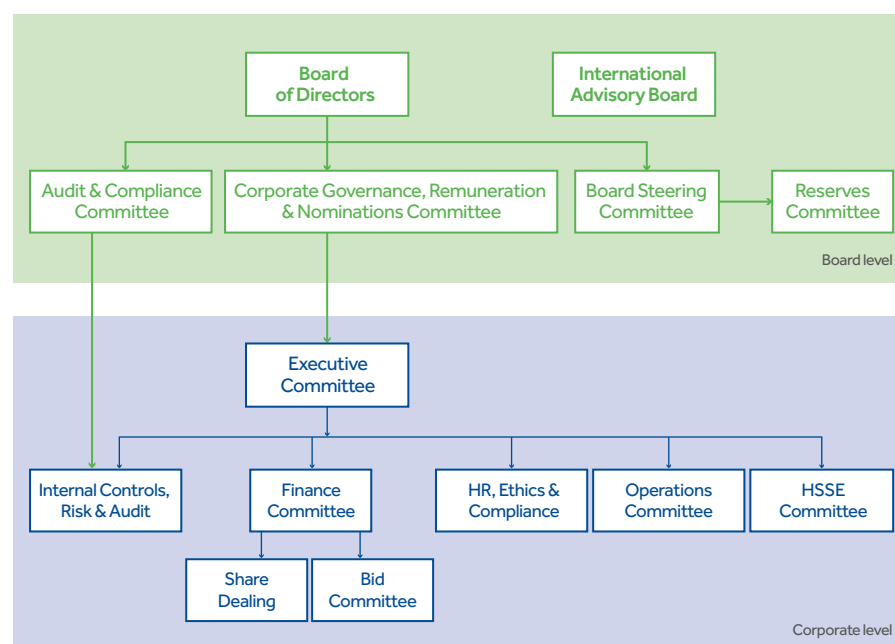 Board
of Directors
International
Advisory Board
Audit & Compliance
Committee
Corporate Governance, Remuneration
& Nominations Committee
Board Steering
Committee
Reserves
Committee
Board level
Executive
Committee
Internal Controls,
Risk & Audit
Finance
Committee
HR, Ethics &
Compliance
Operations
Committee
HSSE
Committee
Share
Dealing
Bid
Committee
Corporate level